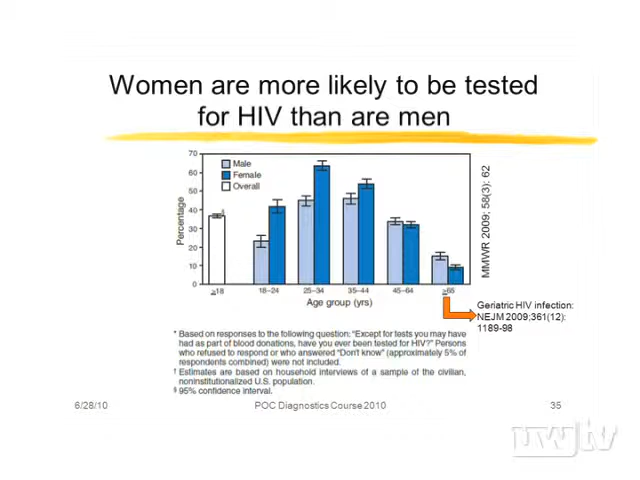 Women are more likely to be tested
for HIV than are men
70
60
50
40
30
20
10
0
Percentage
Male
Female
Overall
§
≥18
18–24
25–34
35–44
45–64
≥65
Age group (yrs)
MMWR 2009; 58(3): 62
Geriatric HIV infection:
NEJM 2009;361(12):
1189-98
* Based on responses to the following question: "Except for tests you may have
had as part of blood donations, have you ever been tested for HIV?" Persons
who refused to respond or who answered "Don't know" (approximately 5% of
respondents combined) were not included.
† Estimates are based on household interviews of a sample of the civilian,
noninstitutionalized U.S. population.
§ 95% confidence interval.
6/28/10
POC Diagnostics Course 2010
35
uwtv